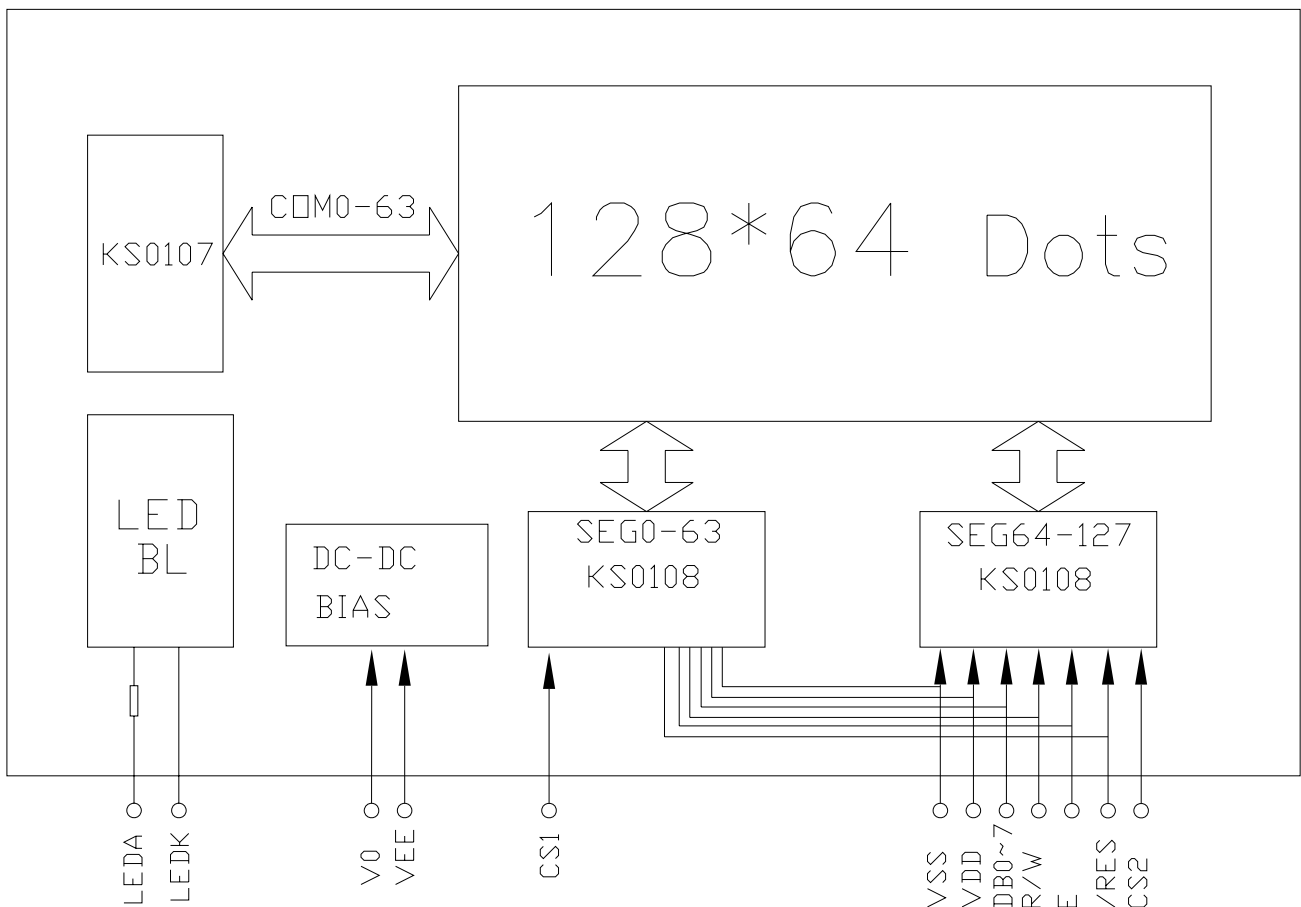 128*64 Dots
COM0-63
KS0107
LED
BL
DC-DC
BIAS
SEG0-63
KS0108
SEG64-127
KS0108
LEDA
LEDK
V0
VEE
CS1
VSS
VDD
DB0~7
R/W
E
/RES
CS2